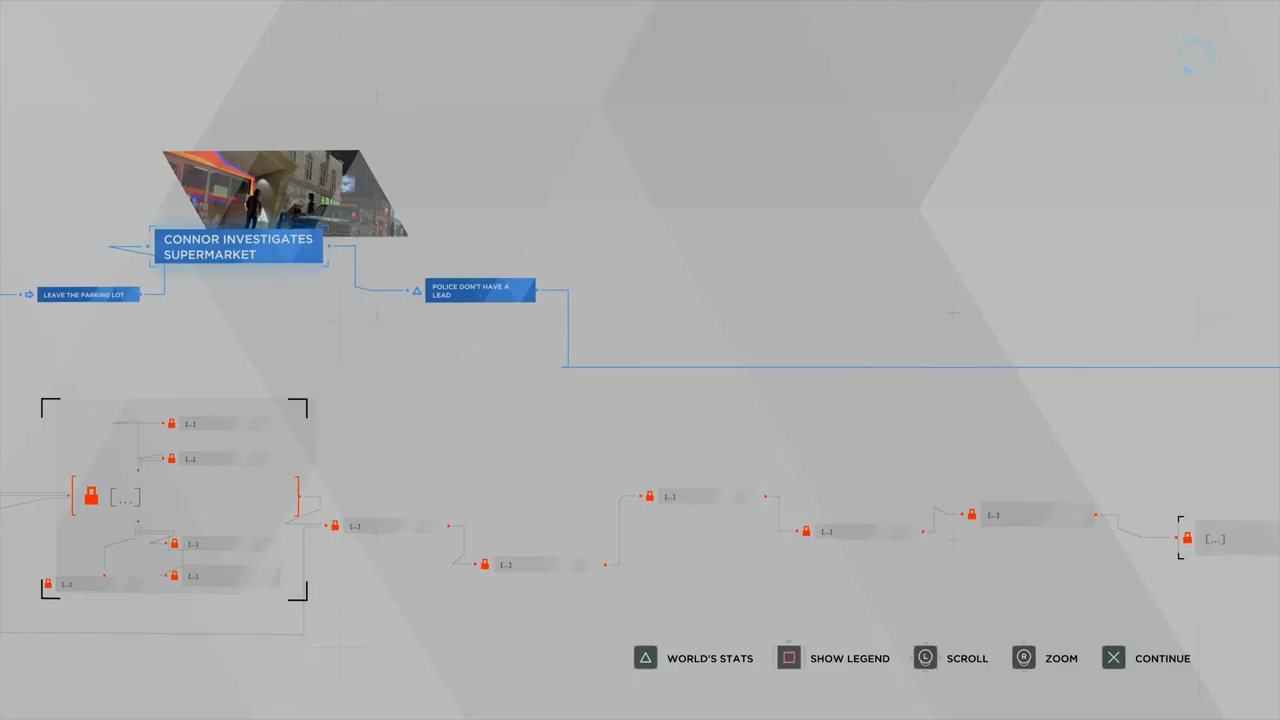 CONNOR INVESTIGATES
SUPERMARKET
LEAVE THE PARKING LOT
POLICE DON'T HAVE A
LEAD
[...]
[...]
[...]
[...]
[...]
[...]
[...]
[...]
[...]
[...]
[...]
[...]
WORLD'S STATS
SHOW LEGEND
L
SCROLL
R
ZOOM
CONTINUE